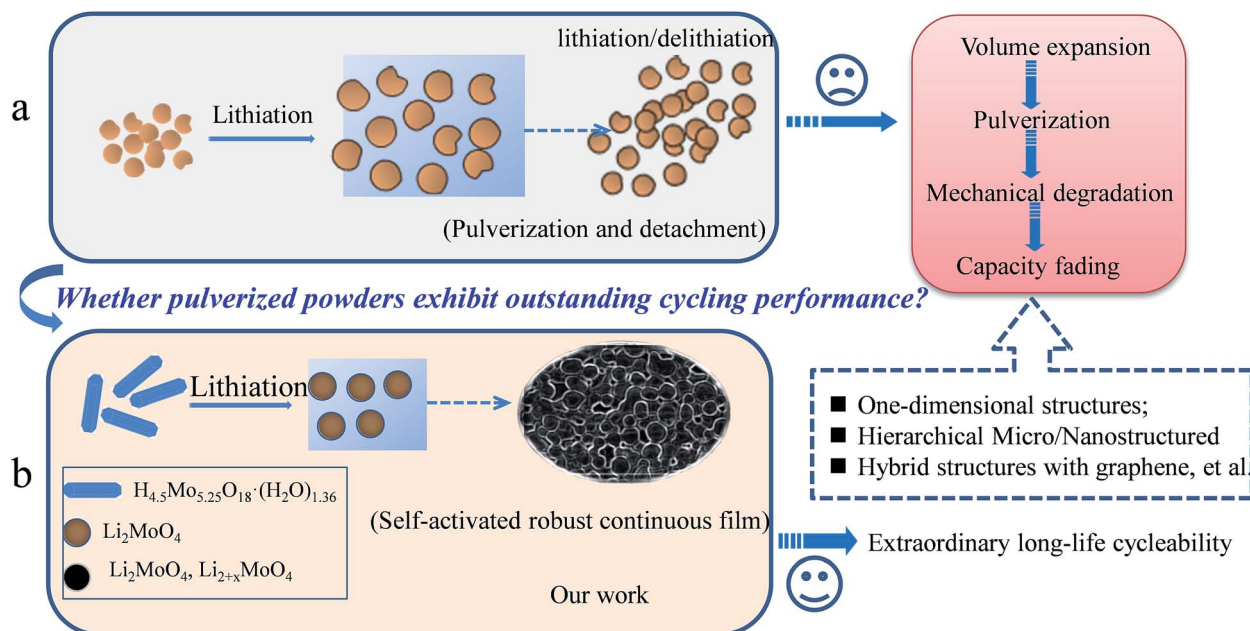 a
Lithiation
lithiation/delithiation
(Pulverization and detachment)
Volume expansion
Pulverization
Mechanical degradation
Capacity fading
Whether pulverized powders exhibit outstanding cycling performance?
b
Lithiation
H4.5Mo5.25O18·(H2O)1.36
Li2MoO4
Li2MoO4, Li2+xMoO4
(Self-activated robust continuous film)
Our work
■ One-dimensional structures;
■ Hierarchical Micro/Nanostructured
■ Hybrid structures with graphene, et al.
Extraordinary long-life cycleability